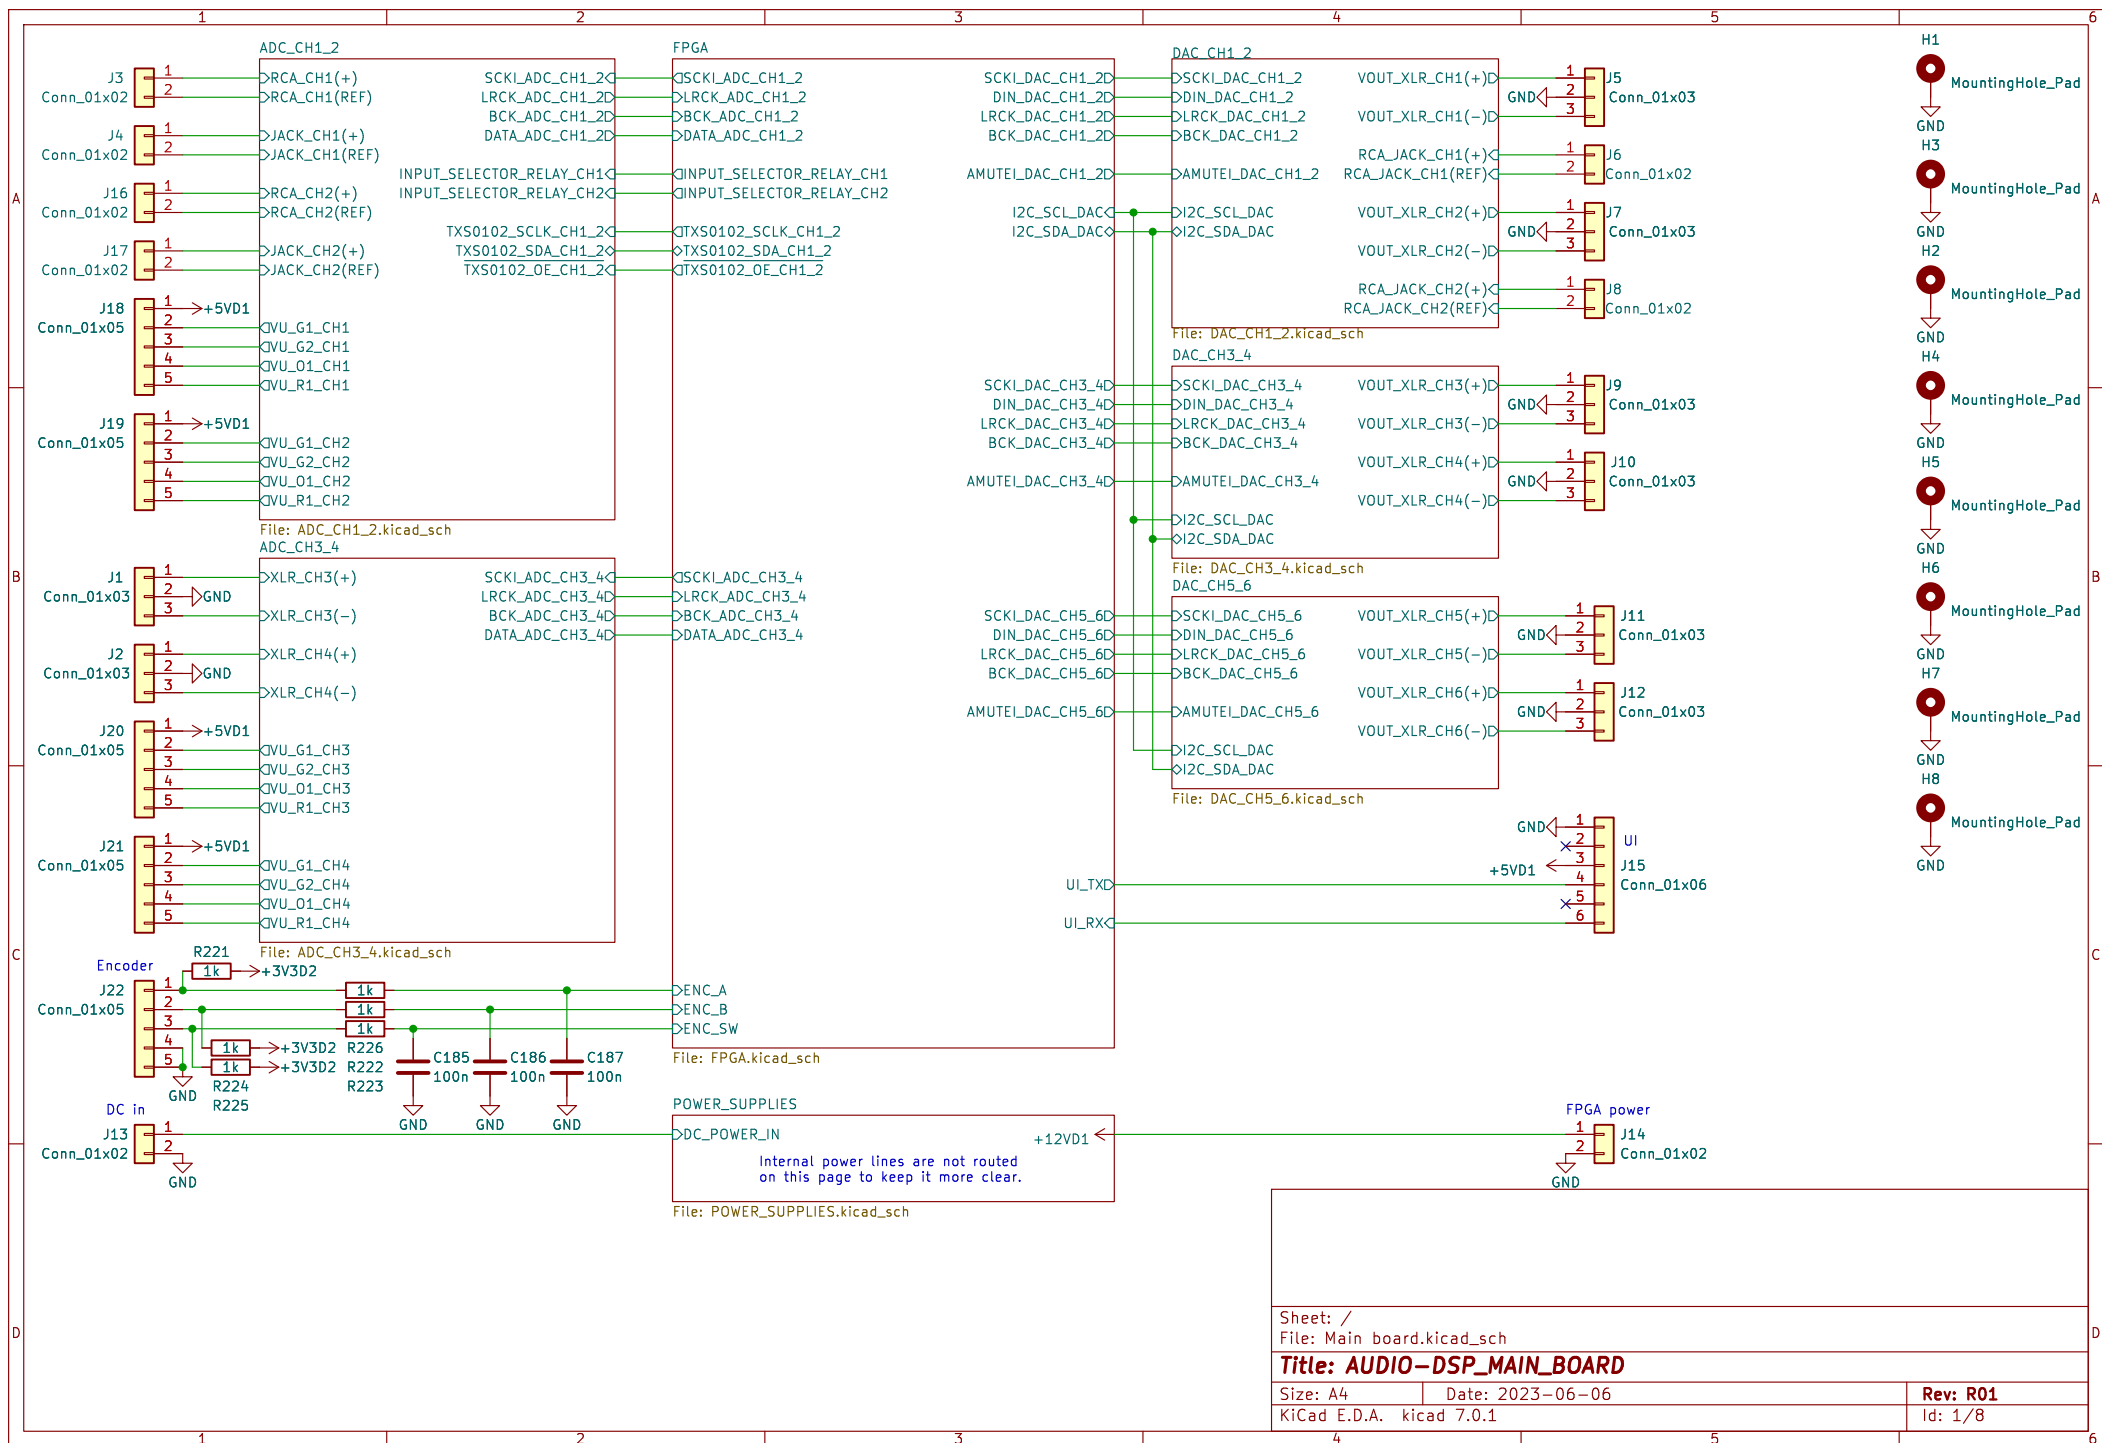 1 2 3 4 5 6
A
B
C
D
A
B
C
D
1 2 3 4 5 6
J3
Conn_01x02
1
2
J4
Conn_01x02
1
2
J16
Conn_01x02
1
2
J17
Conn_01x02
1
2
J18
Conn_01x05
1
2
3
4
5
+5VD1
J19
Conn_01x05
1
2
3
4
5
+5VD1
J1
Conn_01x03
1
2
3
GND
J2
Conn_01x03
1
2
3
GND
J20
Conn_01x05
1
2
3
4
5
+5VD1
J21
Conn_01x05
1
2
3
4
5
+5VD1
Encoder
J22
Conn_01x05
1
2
3
4
5
GND
R221
1k
+3V3D2
1k
1k
1k
1k
+3V3D2
1k
+3V3D2
R224
R225
R226
R222
R223
C185
100n
GND
C186
100n
GND
C187
100n
GND
DC in
J13
Conn_01x02
1
2
GND
ADC_CH1_2
RCA_CH1(+)
RCA_CH1(REF)
JACK_CH1(+)
JACK_CH1(REF)
RCA_CH2(+)
RCA_CH2(REF)
JACK_CH2(+)
JACK_CH2(REF)
VU_G1_CH1
VU_G2_CH1
VU_O1_CH1
VU_R1_CH1
VU_G1_CH2
VU_G2_CH2
VU_O1_CH2
VU_R1_CH2
SCKI_ADC_CH1_2
LRCK_ADC_CH1_2
BCK_ADC_CH1_2
DATA_ADC_CH1_2
INPUT_SELECTOR_RELAY_CH1
INPUT_SELECTOR_RELAY_CH2
TXS0102_SCLK_CH1_2
TXS0102_SDA_CH1_2
TXS0102_OE_CH1_2
File: ADC_CH1_2.kicad_sch
ADC_CH3_4
XLR_CH3(+)
XLR_CH3(-)
XLR_CH4(+)
XLR_CH4(-)
VU_G1_CH3
VU_G2_CH3
VU_O1_CH3
VU_R1_CH3
VU_G1_CH4
VU_G2_CH4
VU_O1_CH4
VU_R1_CH4
SCKI_ADC_CH3_4
LRCK_ADC_CH3_4
BCK_ADC_CH3_4
DATA_ADC_CH3_4
File: ADC_CH3_4.kicad_sch
FPGA
SCKI_ADC_CH1_2
LRCK_ADC_CH1_2
BCK_ADC_CH1_2
DATA_ADC_CH1_2
INPUT_SELECTOR_RELAY_CH1
INPUT_SELECTOR_RELAY_CH2
TXS0102_SCLK_CH1_2
TXS0102_SDA_CH1_2
TXS0102_OE_CH1_2
SCKI_ADC_CH3_4
LRCK_ADC_CH3_4
BCK_ADC_CH3_4
DATA_ADC_CH3_4
ENC_A
ENC_B
ENC_SW
SCKI_DAC_CH1_2
DIN_DAC_CH1_2
LRCK_DAC_CH1_2
BCK_DAC_CH1_2
AMUTEI_DAC_CH1_2
I2C_SCL_DAC
I2C_SDA_DAC
SCKI_DAC_CH3_4
DIN_DAC_CH3_4
LRCK_DAC_CH3_4
BCK_DAC_CH3_4
AMUTEI_DAC_CH3_4
SCKI_DAC_CH5_6
DIN_DAC_CH5_6
LRCK_DAC_CH5_6
BCK_DAC_CH5_6
AMUTEI_DAC_CH5_6
UI_TX
UI_RX
File: FPGA.kicad_sch
POWER_SUPPLIES
DC_POWER_IN
+12VD1
Internal power lines are not routed
on this page to keep it more clear.
File: POWER_SUPPLIES.kicad_sch
DAC_CH1_2
SCKI_DAC_CH1_2
DIN_DAC_CH1_2
LRCK_DAC_CH1_2
BCK_DAC_CH1_2
AMUTEI_DAC_CH1_2
I2C_SCL_DAC
I2C_SDA_DAC
VOUT_XLR_CH1(+)
VOUT_XLR_CH1(-)
RCA_JACK_CH1(+)
RCA_JACK_CH1(REF)
VOUT_XLR_CH2(+)
VOUT_XLR_CH2(-)
RCA_JACK_CH2(+)
RCA_JACK_CH2(REF)
File: DAC_CH1_2.kicad_sch
DAC_CH3_4
SCKI_DAC_CH3_4
DIN_DAC_CH3_4
LRCK_DAC_CH3_4
BCK_DAC_CH3_4
AMUTEI_DAC_CH3_4
I2C_SCL_DAC
I2C_SDA_DAC
VOUT_XLR_CH3(+)
VOUT_XLR_CH3(-)
VOUT_XLR_CH4(+)
VOUT_XLR_CH4(-)
File: DAC_CH3_4.kicad_sch
DAC_CH5_6
SCKI_DAC_CH5_6
DIN_DAC_CH5_6
LRCK_DAC_CH5_6
BCK_DAC_CH5_6
AMUTEI_DAC_CH5_6
I2C_SCL_DAC
I2C_SDA_DAC
VOUT_XLR_CH5(+)
VOUT_XLR_CH5(-)
VOUT_XLR_CH6(+)
VOUT_XLR_CH6(-)
File: DAC_CH5_6.kicad_sch
GND
1
2
3
J5
Conn_01x03
1
2
J6
Conn_01x02
GND
1
2
3
J7
Conn_01x03
1
2
J8
Conn_01x02
GND
1
2
3
J9
Conn_01x03
GND
1
2
3
J10
Conn_01x03
GND
1
2
3
J11
Conn_01x03
GND
1
2
3
J12
Conn_01x03
GND
+5VD1
1
2
3
4
5
6
UI
J15
Conn_01x06
FPGA power
1
2
J14
Conn_01x02
GND
H1
MountingHole_Pad
GND
H3
MountingHole_Pad
GND
H2
MountingHole_Pad
GND
H4
MountingHole_Pad
GND
H5
MountingHole_Pad
GND
H6
MountingHole_Pad
GND
H7
MountingHole_Pad
GND
H8
MountingHole_Pad
GND
Sheet: /
File: Main board.kicad_sch
Title: AUDIO-DSP_MAIN_BOARD
Size: A4 Date: 2023-06-06 Rev: R01
KiCad E.D.A. kicad 7.0.1 Id: 1/8